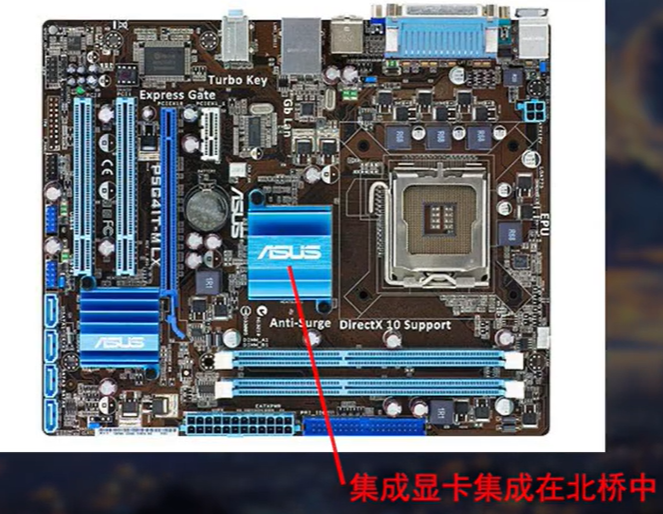 Turbo Key
Express Gate
Gb Lan
P5G41T-M LX
ASUS
ASUS
ASUS
EPU
Anti-Surge
DirectX 10 Support
EATXPWR
集成显卡集成在北桥中